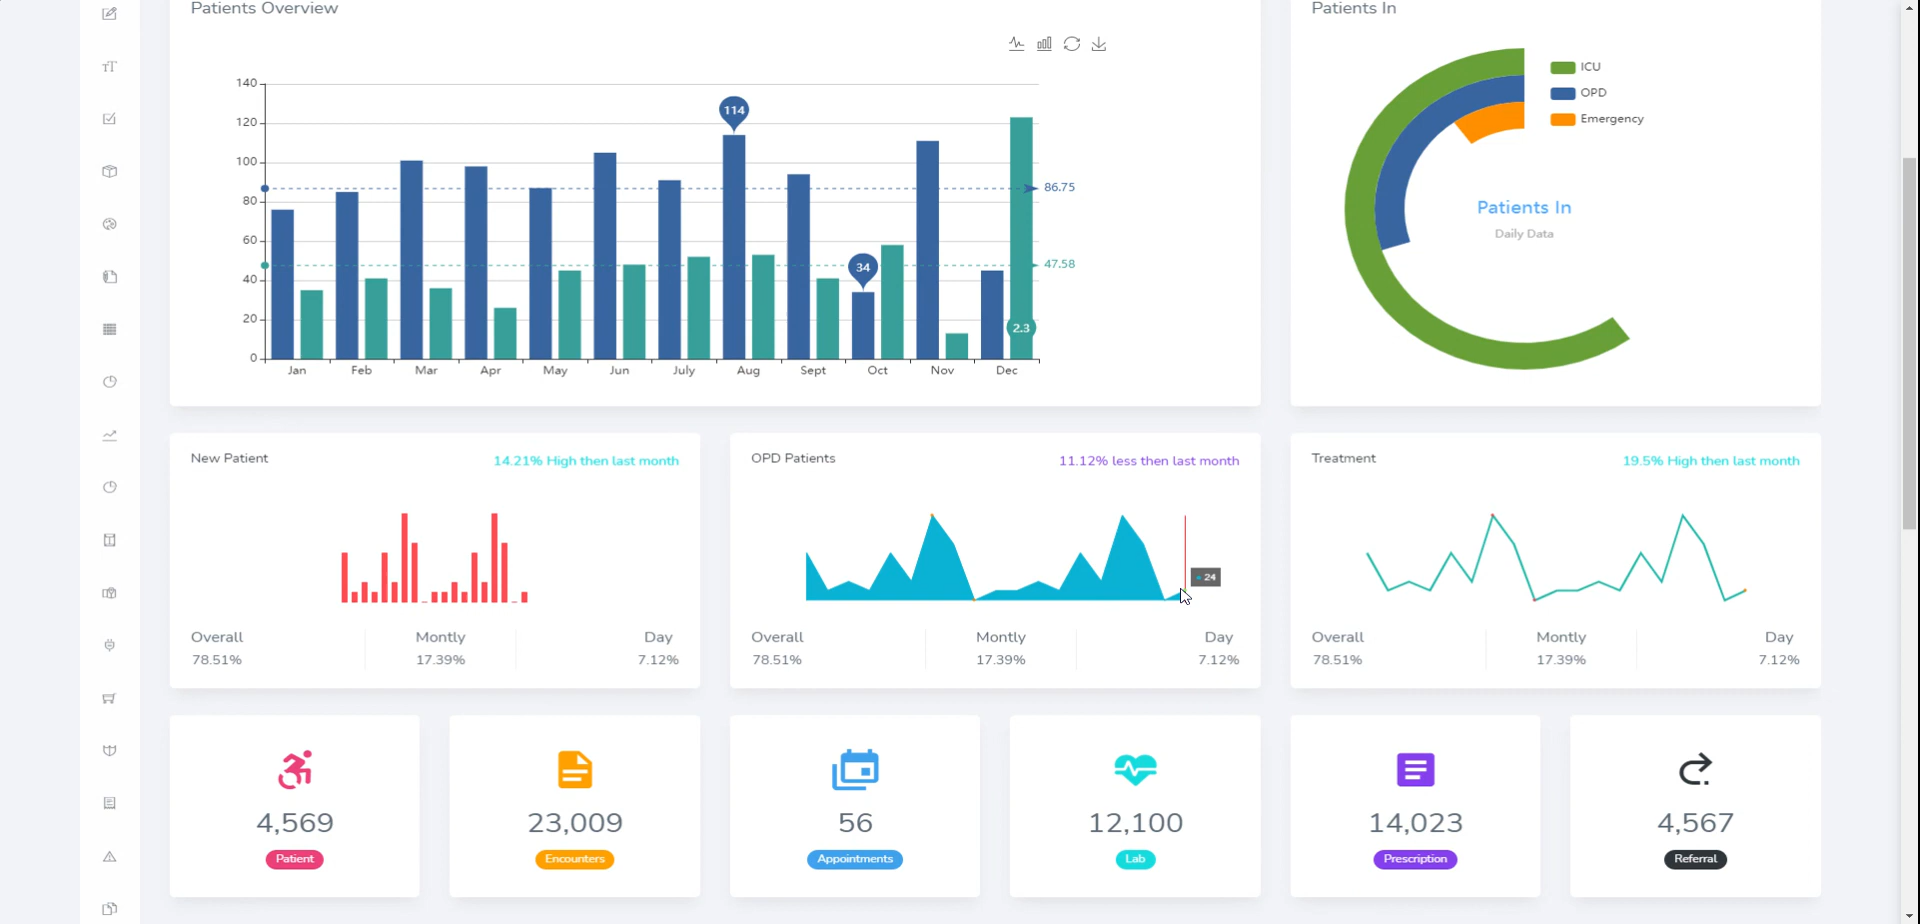 Patients Overview
140
120
100
80
60
40
20
0
114
34
2.3
86.75
47.58
Jan Feb Mar Apr May Jun July Aug Sept Oct Nov Dec
Patients In
ICU
OPD
Emergency
Patients In
Daily Data
New Patient 14.21% High then last month
Overall Montly Day
78.51% 17.39% 7.12%
OPD Patients 11.12% less then last month
24
Overall Montly Day
78.51% 17.39% 7.12%
Treatment 19.5% High then last month
Overall Montly Day
78.51% 17.39% 7.12%
4,569
Patient
23,009
Encounters
56
Appointments
12,100
Lab
14,023
Prescription
4,567
Referral